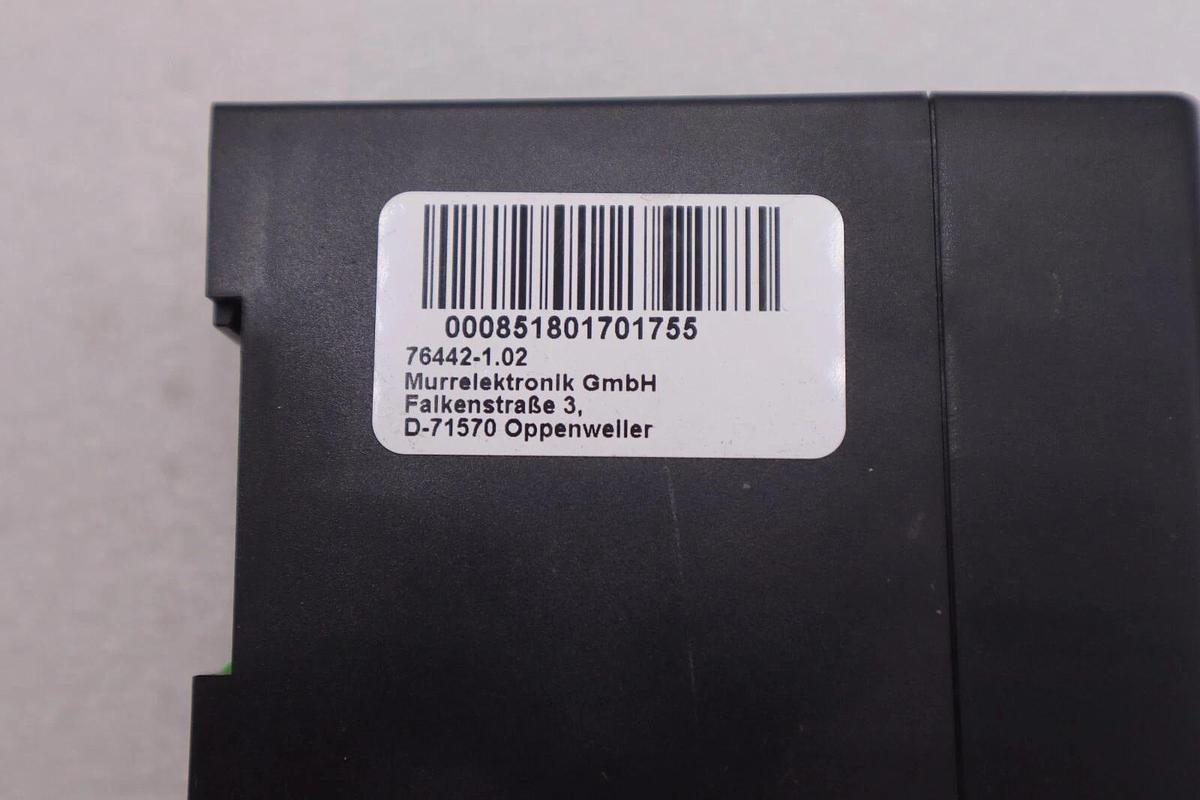 000851801701755
76442-1.02
Murrelektronik GmbH
Falkenstraße 3,
D-71570 Oppenweiler